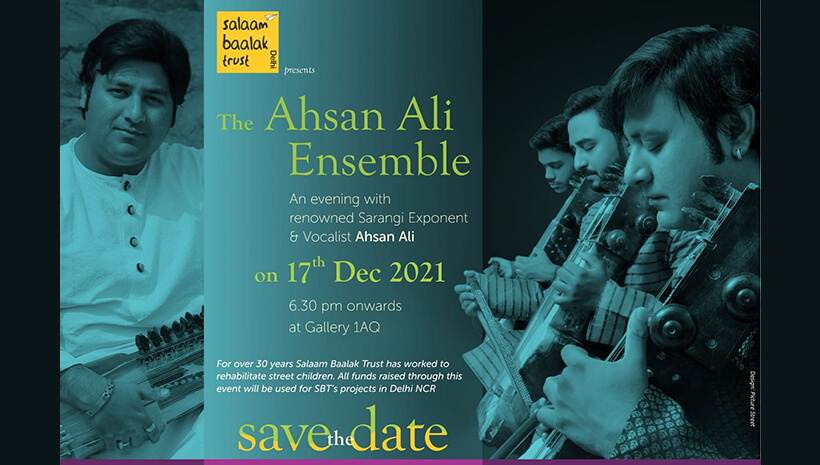 salaam
baalak
trust
Delhi
presents
The Ahsan Ali
Ensemble
An evening with
renowned Sarangi Exponent
& Vocalist Ahsan Ali
on 17th Dec 2021
6.30 pm onwards
at Gallery 1AQ
For over 30 years Salaam Baalak Trust has worked to
rehabilitate street children. All funds raised through this
event will be used for SBT's projects in Delhi NCR
save the date
Design: Picture Street